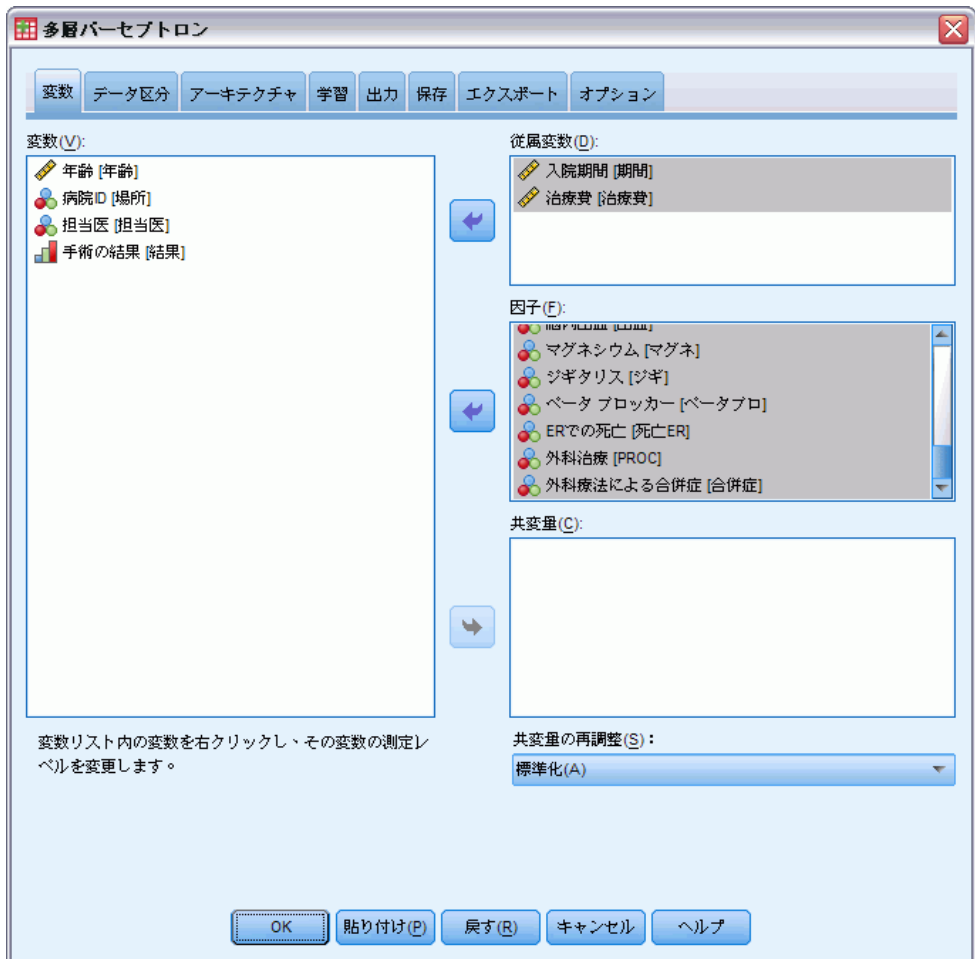 多層パーセプトロン
変数 データ区分 アーキテクチャ 学習 出力 保存 エクスポート オプション
変数(V):
年齢 [年齢]
病院ID [場所]
担当医 [担当医]
手術の結果 [結果]
従属変数(D):
入院期間 [期間]
治療費 [治療費]
因子(F):
マグネシウム [マグネ]
ジギタリス [ジギ]
ベータ ブロッカー [ベータブロ]
ERでの死亡 [死亡ER]
外科治療 [PROC]
外科療法による合併症 [合併症]
共変量(C):
変数リスト内の変数を右クリックし、その変数の測定レ
ベルを変更します。
共変量の再調整(S):
標準化(A)
OK 貼り付け(P) 戻す(R) キャンセル ヘルプ